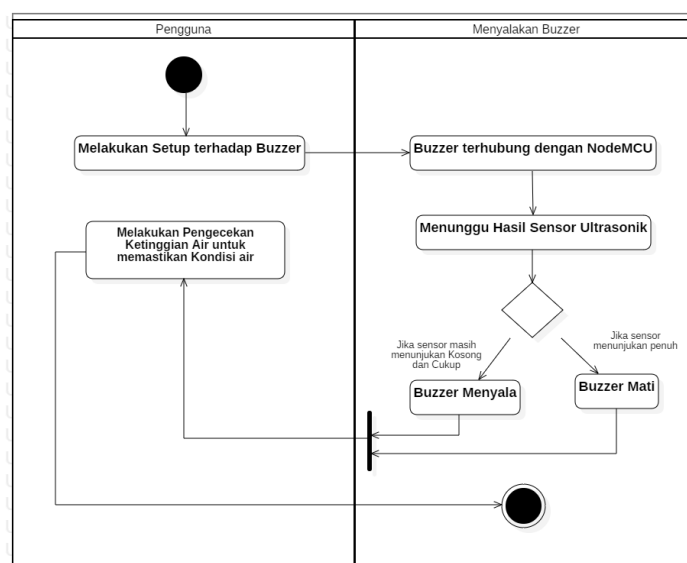 Pengguna
Menyalakan Buzzer
Melakukan Setup terhadap Buzzer
Buzzer terhubung dengan NodeMCU
Melakukan Pengecekan
Ketinggian Air untuk
memastikan Kondisi air
Menunggu Hasil Sensor Ultrasonik
Jika sensor masih
menunjukan Kosong
dan Cukup
Jika sensor
menunjukan penuh
Buzzer Menyala
Buzzer Mati